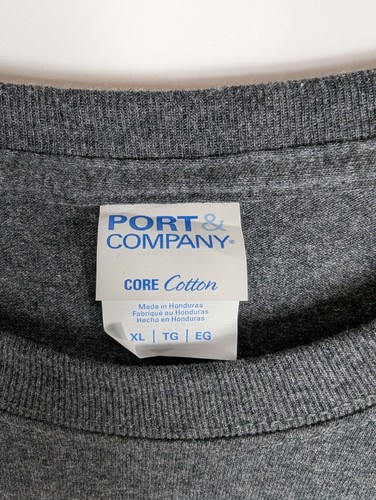 PORT &
COMPANY®
CORE Cotton
Made in Honduras
Fabriqué au Honduras
Hecho en Honduras
XL | TG | EG